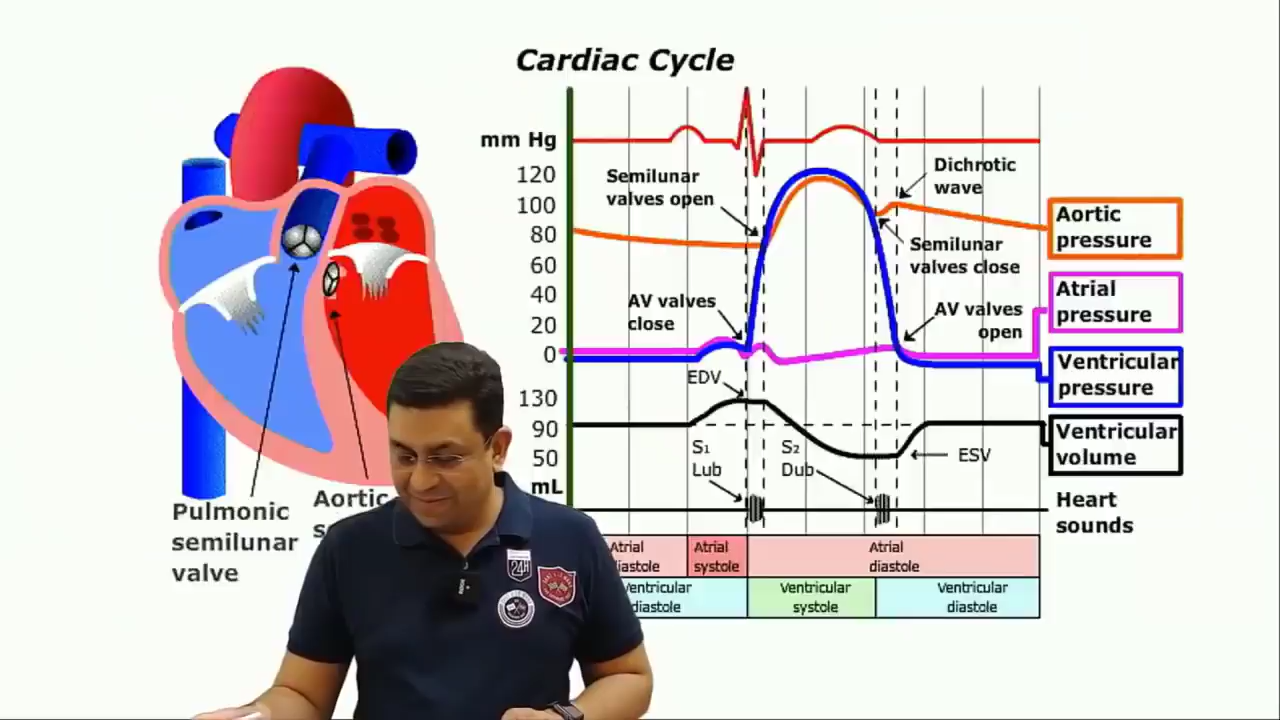 Cardiac Cycle
mm Hg
120
100
80
60
40
20
0
130
90
50
mL
Semilunar
valves open
Dichrotic
wave
Semilunar
valves close
AV valves
close
AV valves
open
EDV
ESV
S1
Lub
S2
Dub
Aortic
pressure
Atrial
pressure
Ventricular
pressure
Ventricular
volume
Heart
sounds
Pulmonic
semilunar
valve
Aortic
Atrial
diastole
Atrial
systole
Atrial
diastole
Ventricular
diastole
Ventricular
systole
Ventricular
diastole
24H